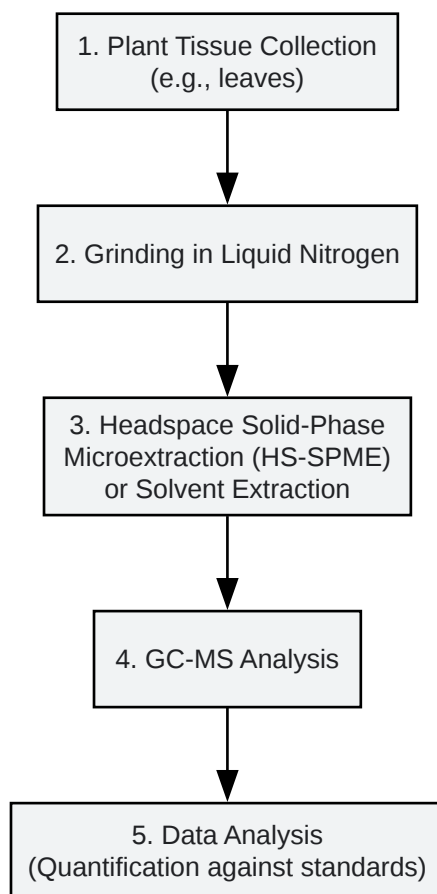 1. Plant Tissue Collection
(e.g., leaves)
2. Grinding in Liquid Nitrogen
3. Headspace Solid-Phase
Microextraction (HS-SPME)
or Solvent Extraction
4. GC-MS Analysis
5. Data Analysis
(Quantification against standards)